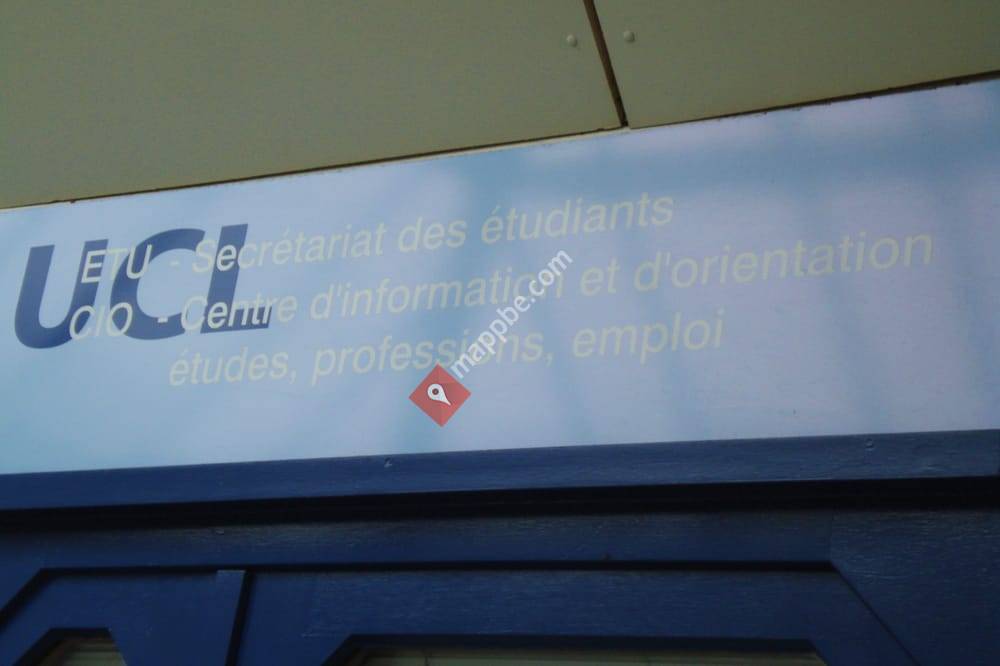 UCL
ETU - Secrétariat des étudiants
CIO - Centre d'information et d'orientation
études, professions, emploi
mappbe.com